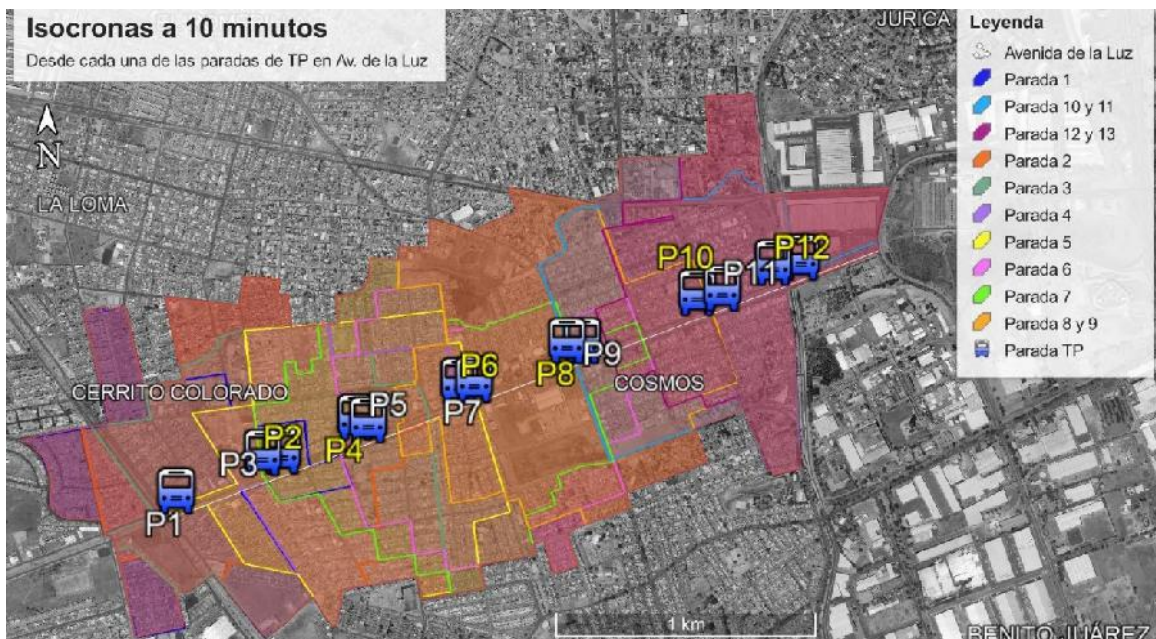 Isocronas a 10 minutos
Desde cada una de las paradas de TP en Av. de la Luz
N
JURICA
Leyenda
Avenida de la Luz
Parada 1
Parada 10 y 11
Parada 12 y 13
Parada 2
Parada 3
Parada 4
Parada 5
Parada 6
Parada 7
Parada 8 y 9
Parada TP
LA LOMA
P10
P11
P12
P8
P9
P6
P7
COSMOS
CERRITO COLORADO
P5
P4
P2
P3
P1
1 km
BENITO JUÁREZ